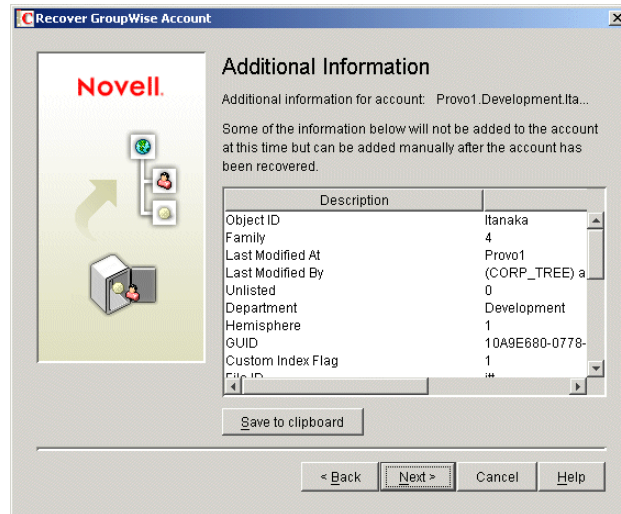 Recover GroupWise Account
Novell.
Additional Information
Additional information for account: Provo1.Development.Ita...
Some of the information below will not be added to the account
at this time but can be added manually after the account has
been recovered.
Description
Object ID Itanaka
Family 4
Last Modified At Provo1
Last Modified By (CORP_TREE) a
Unlisted 0
Department Development
Hemisphere 1
GUID 10A9E680-0778-
Custom Index Flag 1
File ID
Save to clipboard
< Back Next > Cancel Help